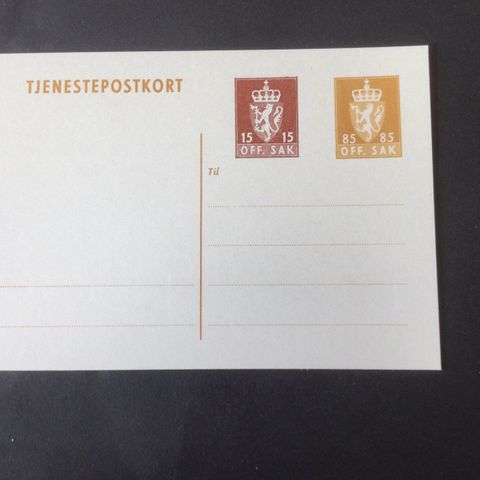 TJENESTEPOSTKORT
15 15
OFF. SAK
85 85
OFF. SAK
Til